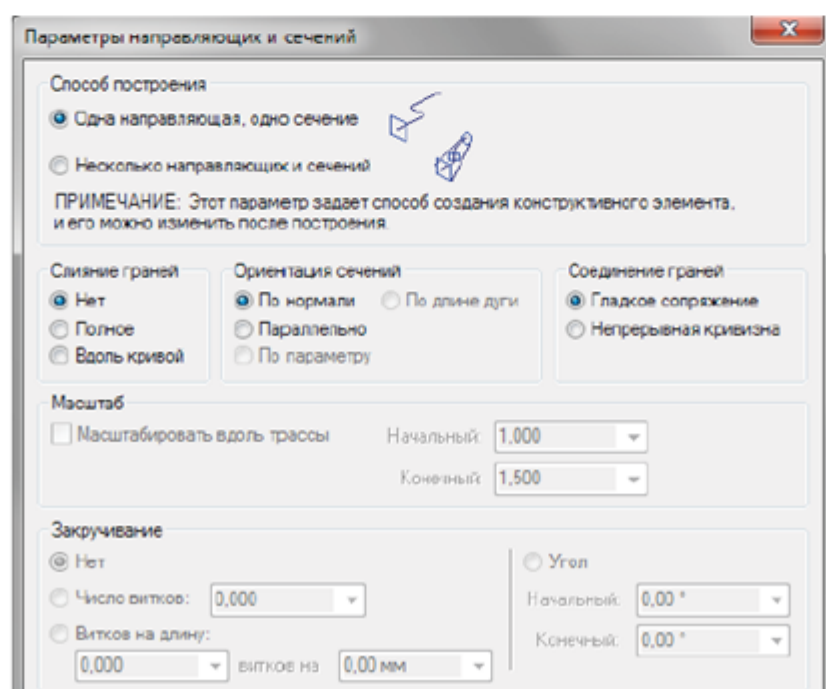 Параметры направляющих и сечений
Способ построения
Одна направляющая, одно сечение
Несколько направляющих и сечений
ПРИМЕЧАНИЕ: Этот параметр задает способ создания конструктивного элемента,
и его можно изменить после построения.
Слияние граней
Нет
Полное
Вдоль кривой
Ориентация сечений
По нормали По длине дуги
Параллельно
По параметру
Соединение граней
Гладкое сопряжение
Непрерывная кривизна
Масштаб
Масштабировать вдоль трассы Начальный: 1,000
Конечный: 1,500
Закручивание
Нет
Число витков: 0,000
Витков на длину:
0,000 витков на 0,00 мм
Угол
Начальный: 0,00 °
Конечный: 0,00 °